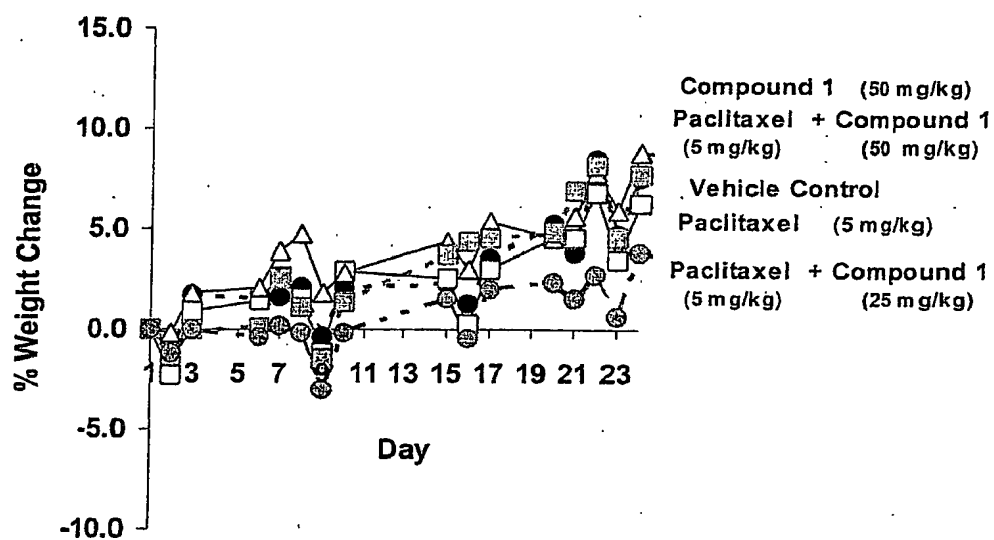 15.0
10.0
5.0
0.0
-5.0
-10.0
% Weight Change
1 3 5 7 9 11 13 15 17 19 21 23
Day
Compound 1 (50 mg/kg)
Paclitaxel + Compound 1
(5 mg/kg) (50 mg/kg)
Vehicle Control
Paclitaxel (5 mg/kg)
Paclitaxel + Compound 1
(5 mg/kg) (25 mg/kg)